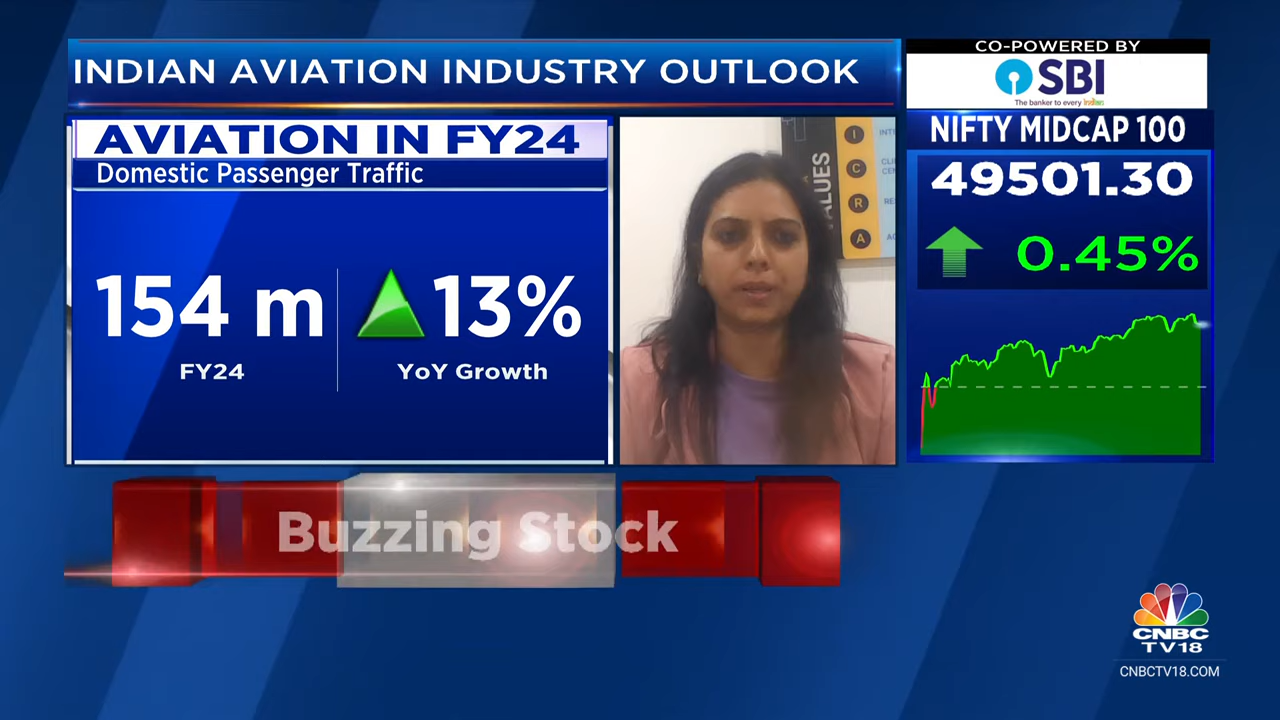 INDIAN AVIATION INDUSTRY OUTLOOK
AVIATION IN FY24
Domestic Passenger Traffic
154 m
13%
FY24
YoY Growth
VALUES
I
C
R
A
CO-POWERED BY
SBI
The banker to every Indian
NIFTY MIDCAP 100
49501.30
0.45%
Buzzing Stock
CNBC
TV18
CNBCTV18.COM